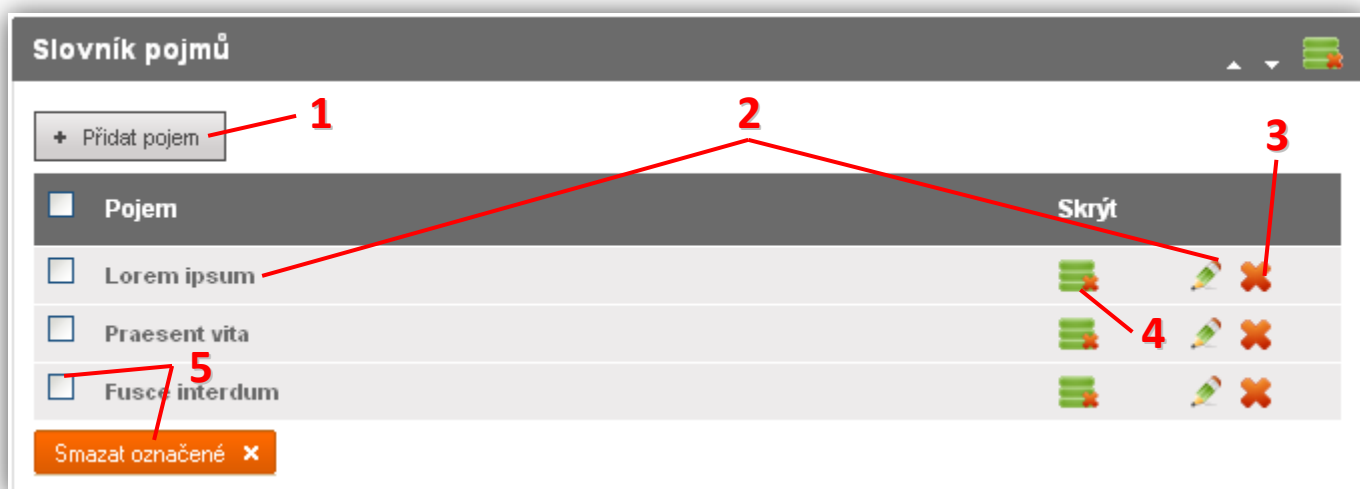 Slovník pojmů
1
2
3
+ Přidat pojem
Pojem Skrýt
Lorem ipsum
4
Praesent vita
5
Fusce interdum
Smazat označené ×